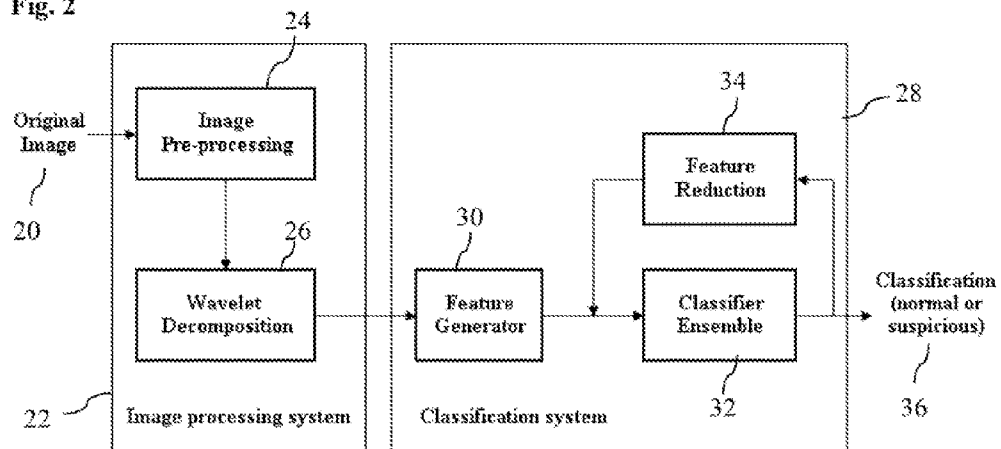 Fig. 2
24
Original
Image
20
Image
Pre-processing
26
Wavelet
Decomposition
22
Image processing system
34
28
Feature
Reduction
30
Feature
Generator
Classifier
Ensemble
32
Classification system
Classification
(normal or
suspicious)
36